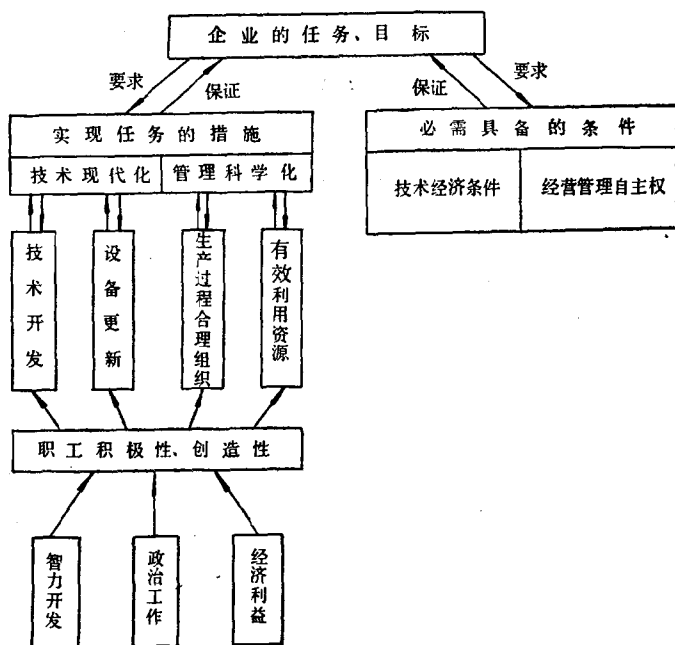 企业的任务、目标
要求
保证
保证
要求
实现任务的措施
技术现代化
管理科学化
必需具备的条件
技术经济条件
经营管理自主权
技术开发
设备更新
生产过程合理组织
有效利用资源
职工积极性、创造性
智力开发
政治工作
经济利益